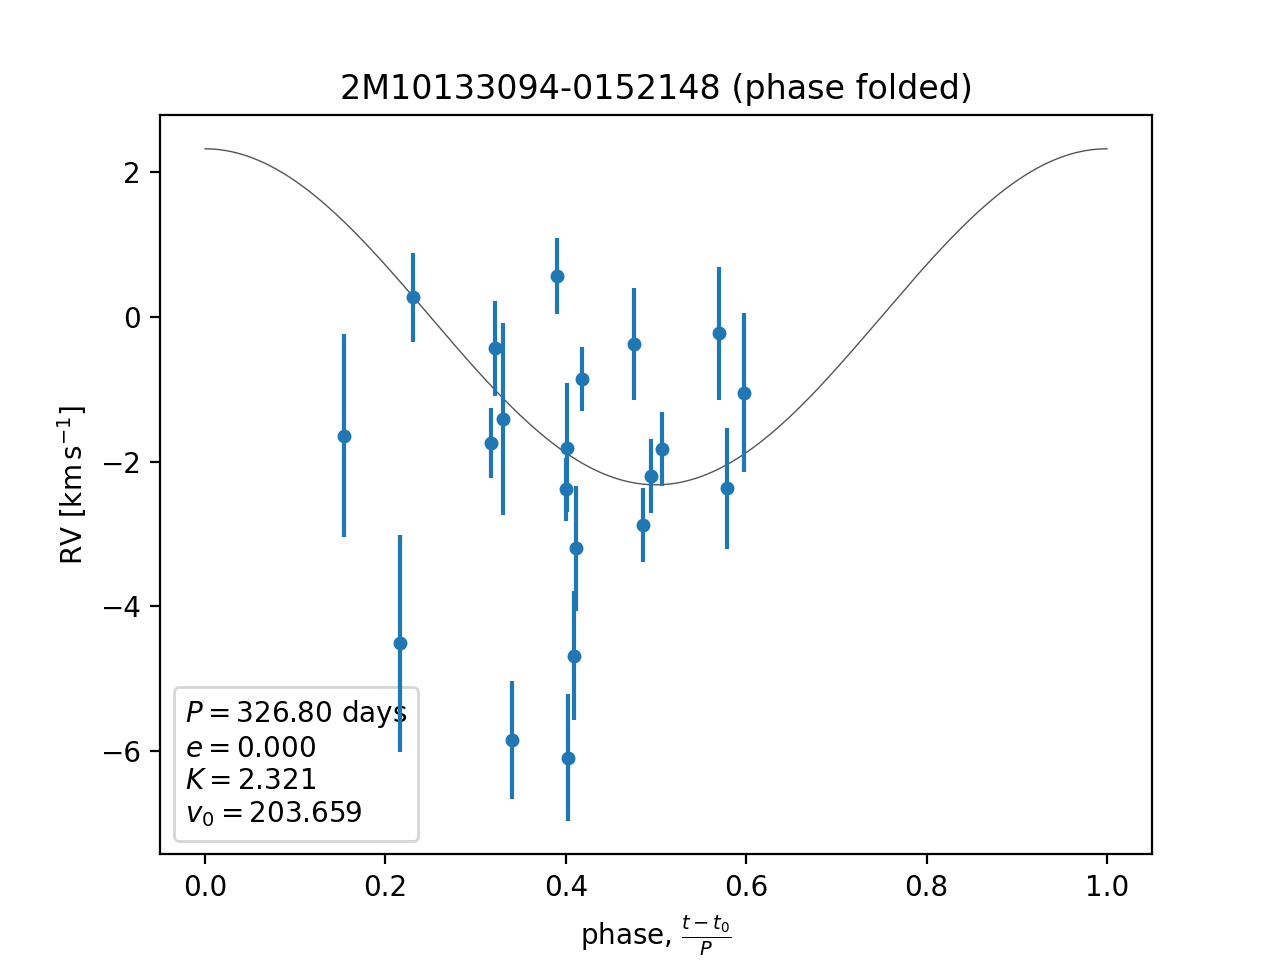 2M10133094-0152148 (phase folded)
RV [km s⁻¹]
2
0
−2
−4
−6
P = 326.80 days
e = 0.000
K = 2.321
v₀ = 203.659
0.0 0.2 0.4 0.6 0.8 1.0
phase, (t − t₀)/P